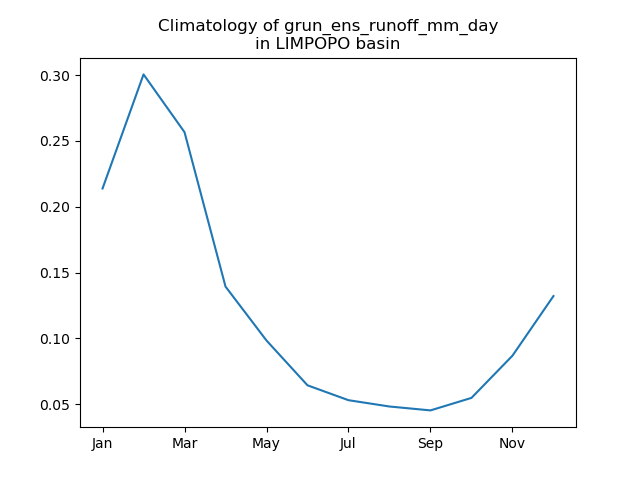 Climatology of grun_ens_runoff_mm_day
in LIMPOPO basin
0.30
0.25
0.20
0.15
0.10
0.05
Jan
Mar
May
Jul
Sep
Nov